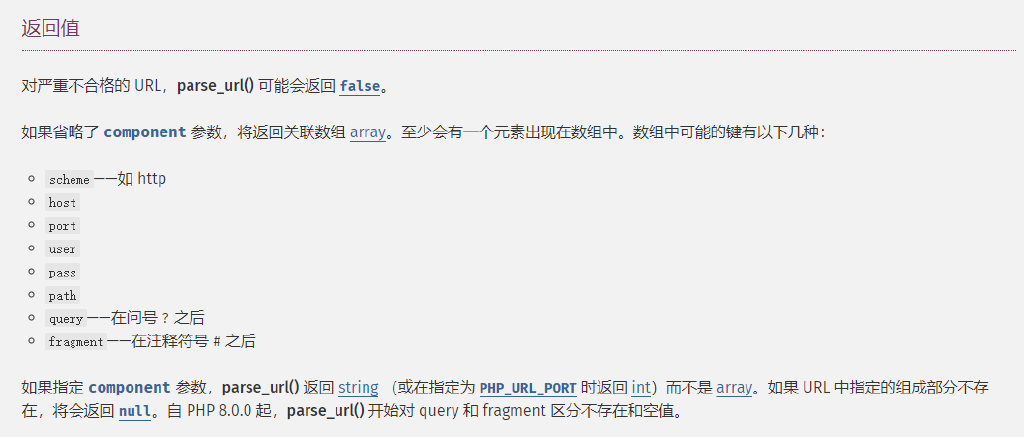 返回值
对严重不合格的 URL，parse_url() 可能会返回 false。
如果省略了 component 参数，将返回关联数组 array。至少会有一个元素出现在数组中。数组中可能的键有以下几种：
scheme——如 http
host
port
user
pass
path
query——在问号 ? 之后
fragment——在注释符号 # 之后
如果指定 component 参数，parse_url() 返回 string （或在指定为 PHP_URL_PORT 时返回 int）而不是 array。如果 URL 中指定的组成部分不存
在，将会返回 null。自 PHP 8.0.0 起，parse_url() 开始对 query 和 fragment 区分不存在和空值。